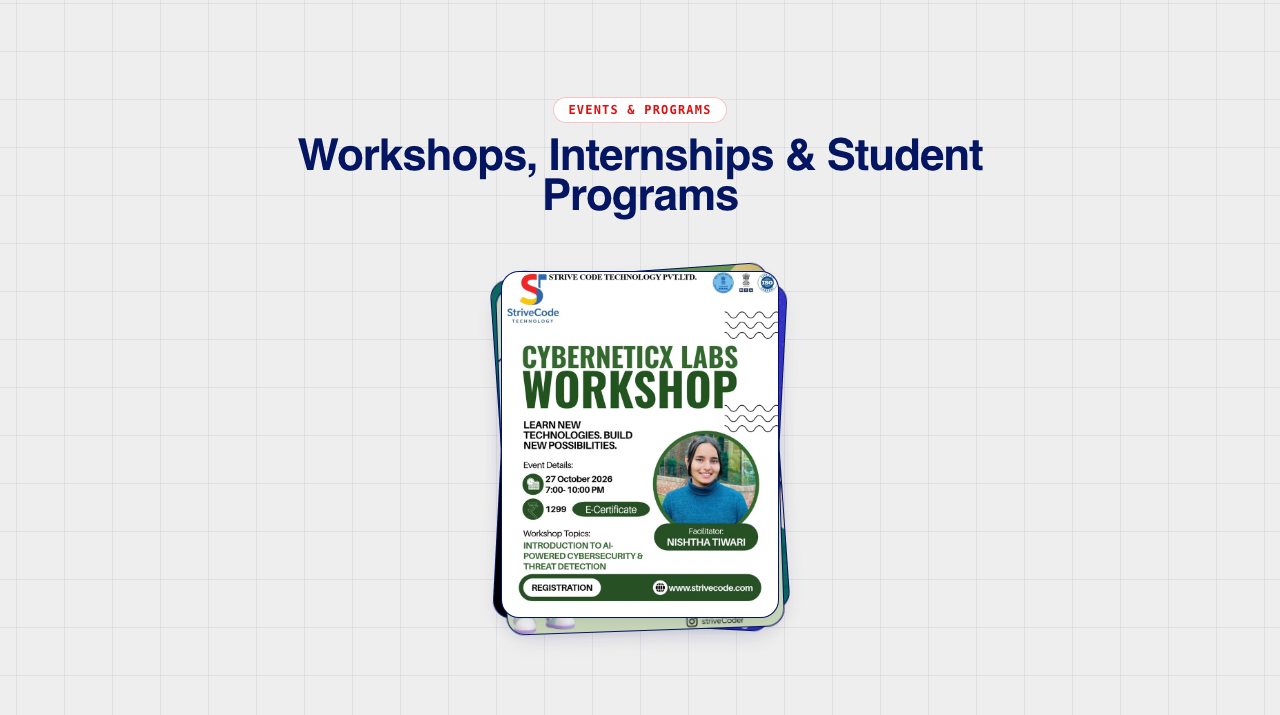 EVENTS & PROGRAMS
Workshops, Internships & Student
Programs
STRIVE CODE TECHNOLOGY PVT.LTD.
StriveCode
TECHNOLOGY
ISO
CYBERNETICX LABS
WORKSHOP
LEARN NEW
TECHNOLOGIES. BUILD
NEW POSSIBILITIES.
Event Details:
27 October 2026
7:00- 10:00 PM
1299
E-Certificate
Facilitator:
NISHTHA TIWARI
Workshop Topics:
INTRODUCTION TO AI-
POWERED CYBERSECURITY &
THREAT DETECTION
REGISTRATION
www.strivecode.com
striveCoder